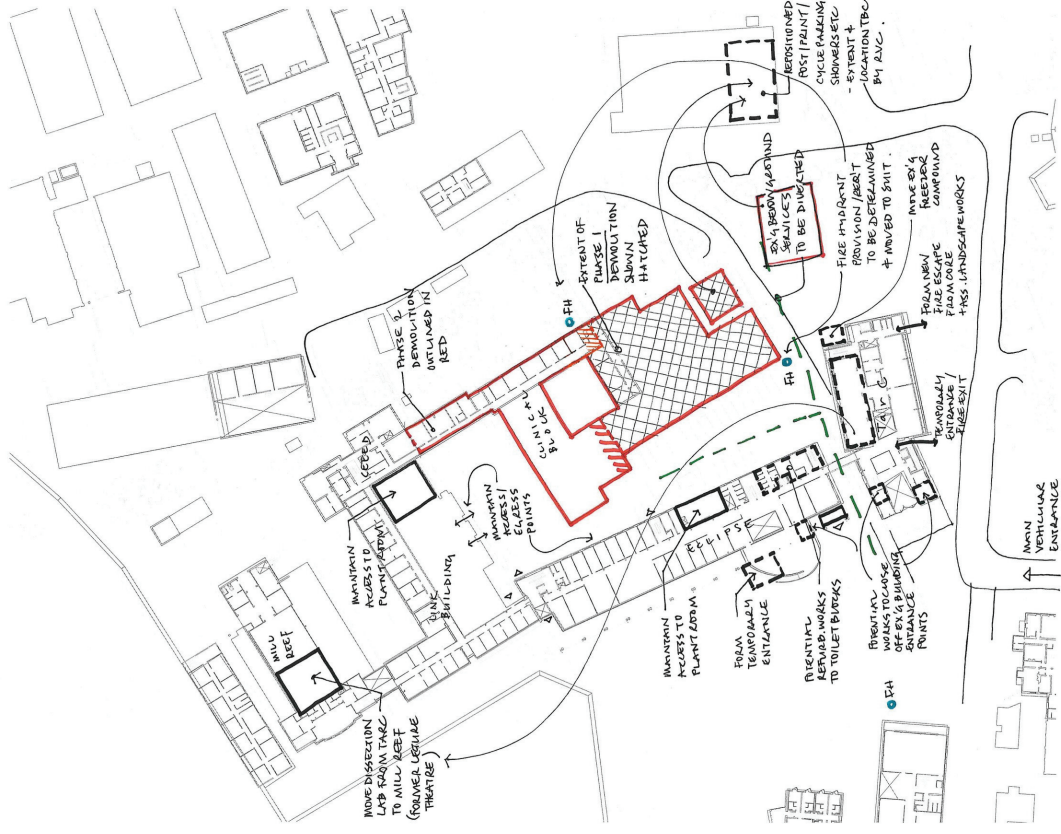 MOVE DISSECTION
LAB FROM TARC
TO MILL REEF
(FORMER LECTURE
THEATRE)
MILL
REEF
MAINTAIN
ACCESS TO
PLANT ROOM
LINK
BUILDING
MAINTAIN
ACCESS/
EGRESS
POINTS
PHASE 2
DEMOLITION
OUTLINED IN
RED
CLINICAL
BLOCK
FH
EXTENT OF
PHASE 1
DEMOLITION
SHOWN
HATCHED
REPOSITIONED
POST/PRINT/
CYCLE PARKING
SHOWERS ETC
- EXTENT &
LOCATION TBC
BY RVC.
EX'G BELOW GROUND
SERVICES
TO BE DIVERTED
FIRE HYDRANT
PROVISION/REQ'T
TO BE DETERMINED
& MOVED TO SUIT.
MOVE EX'G
FREEZER
COMPOUND
FORM NEW
FIRE ESCAPE
FROM CORE
+ ASS. LANDSCAPE WORKS
FH
TARC
TEMPORARY
ENTRANCE/
FIRE EXIT
ECLIPSE
MAINTAIN
ACCESS TO
PLANT ROOM
FORM
TEMPORARY
ENTRANCE
POTENTIAL
REFURB. WORKS
TO TOILET BLOCKS
POTENTIAL
WORKS TO CLOSE
OFF EX'G BUILDING
ENTRANCE
POINTS
FH
MAIN
VEHICULAR
ENTRANCE